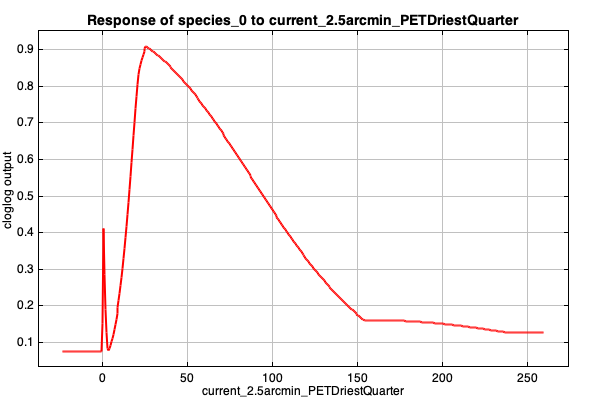 Response of species_0 to current_2.5arcmin_PETDriestQuarter
cloglog output
0.9
0.8
0.7
0.6
0.5
0.4
0.3
0.2
0.1
0 50 100 150 200 250
current_2.5arcmin_PETDriestQuarter